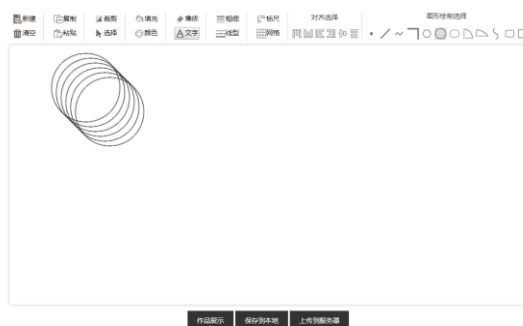 新建 复制 裁剪 填充 橡皮 粗细 标尺 对齐选择 图形绘制选择
清空 粘贴 选择 颜色 文字 线型 网格
作品展示 保存到本地 上传到服务器